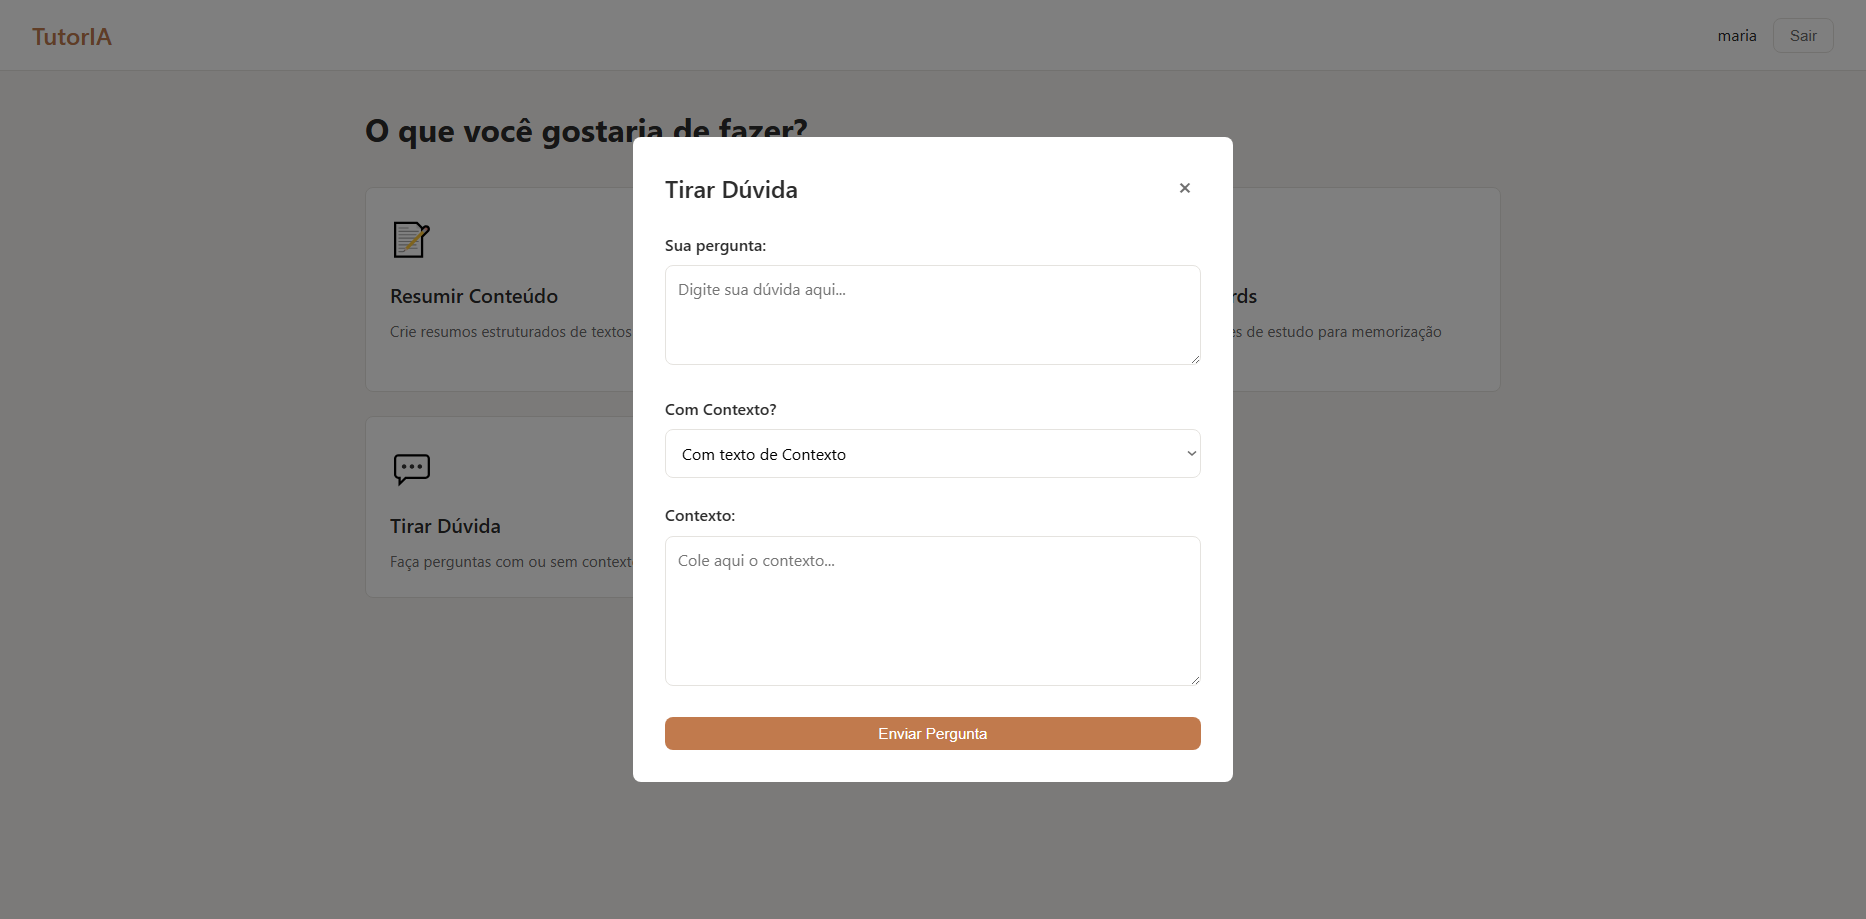 TutorIA
maria
Sair
O que você gostaria de fazer?
Resumir Conteúdo
Crie resumos estruturados de textos
de estudo para memorização
Tirar Dúvida
Faça perguntas com ou sem
Tirar Dúvida
×
Sua pergunta:
Digite sua dúvida aqui...
Com Contexto?
Com texto de Contexto
Contexto:
Cole aqui o contexto...
Enviar Pergunta